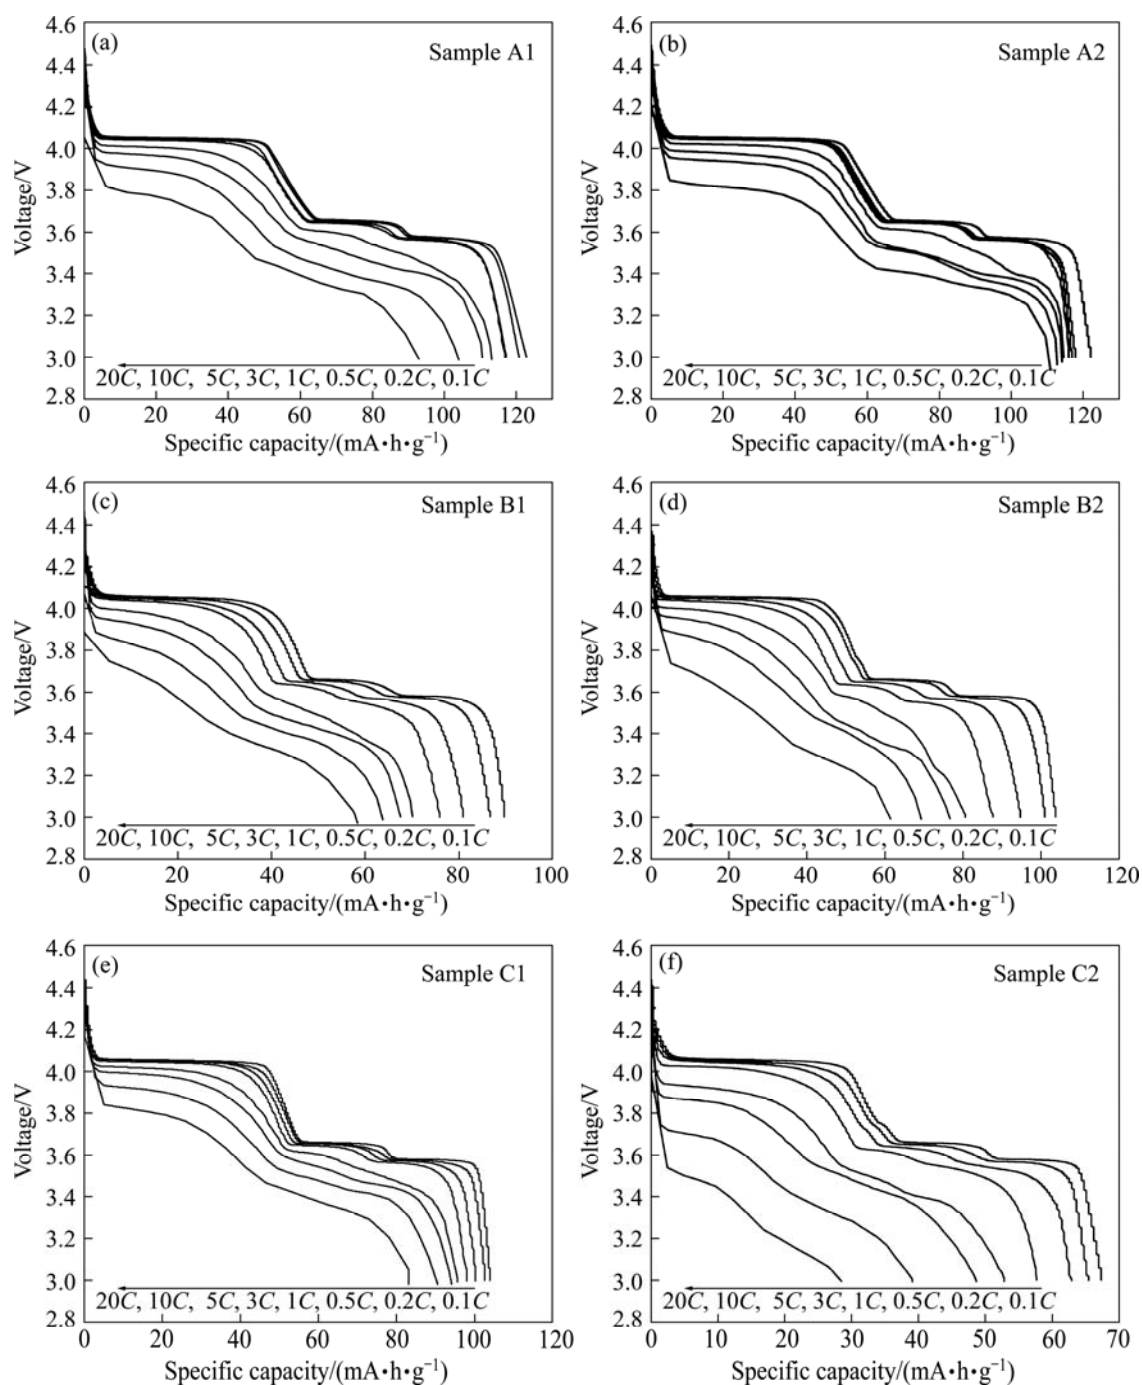 (a)
Sample A1
4.6
4.4
4.2
4.0
3.8
3.6
3.4
3.2
3.0
2.8
Voltage/V
20C, 10C, 5C, 3C, 1C, 0.5C, 0.2C, 0.1C
0 20 40 60 80 100 120
Specific capacity/(mA•h•g⁻¹)
(b)
Sample A2
4.6
4.4
4.2
4.0
3.8
3.6
3.4
3.2
3.0
2.8
Voltage/V
20C, 10C, 5C, 3C, 1C, 0.5C, 0.2C, 0.1C
0 20 40 60 80 100 120
Specific capacity/(mA•h•g⁻¹)
(c)
Sample B1
4.6
4.4
4.2
4.0
3.8
3.6
3.4
3.2
3.0
2.8
Voltage/V
20C, 10C, 5C, 3C, 1C, 0.5C, 0.2C, 0.1C
0 20 40 60 80 100
Specific capacity/(mA•h•g⁻¹)
(d)
Sample B2
4.6
4.4
4.2
4.0
3.8
3.6
3.4
3.2
3.0
2.8
Voltage/V
20C, 10C, 5C, 3C, 1C, 0.5C, 0.2C, 0.1C
0 20 40 60 80 100 120
Specific capacity/(mA•h•g⁻¹)
(e)
Sample C1
4.6
4.4
4.2
4.0
3.8
3.6
3.4
3.2
3.0
2.8
Voltage/V
20C, 10C, 5C, 3C, 1C, 0.5C, 0.2C, 0.1C
0 20 40 60 80 100 120
Specific capacity/(mA•h•g⁻¹)
(f)
Sample C2
4.6
4.4
4.2
4.0
3.8
3.6
3.4
3.2
3.0
2.8
Voltage/V
20C, 10C, 5C, 3C, 1C, 0.5C, 0.2C, 0.1C
0 10 20 30 40 50 60 70
Specific capacity/(mA•h•g⁻¹)